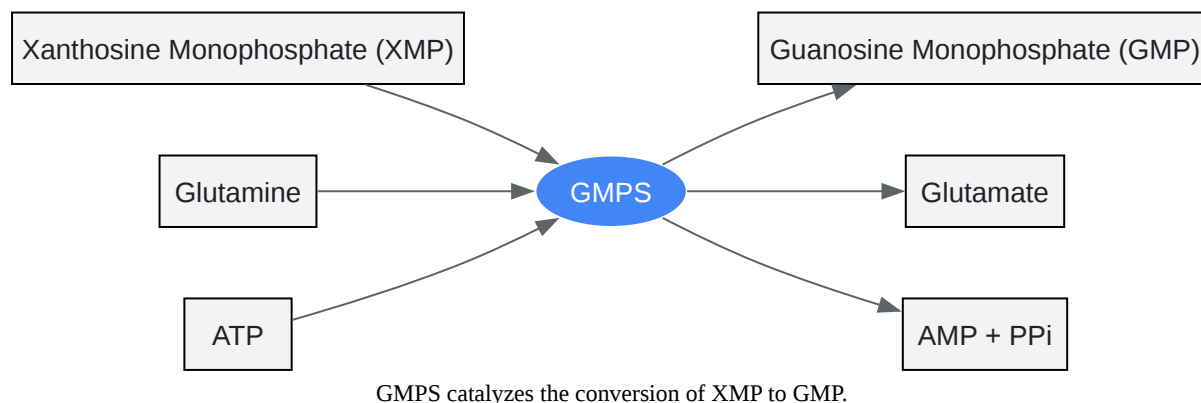 Xanthosine Monophosphate (XMP)
Guanosine Monophosphate (GMP)
Glutamine
GMPS
Glutamate
ATP
AMP + PPi
GMPS catalyzes the conversion of XMP to GMP.